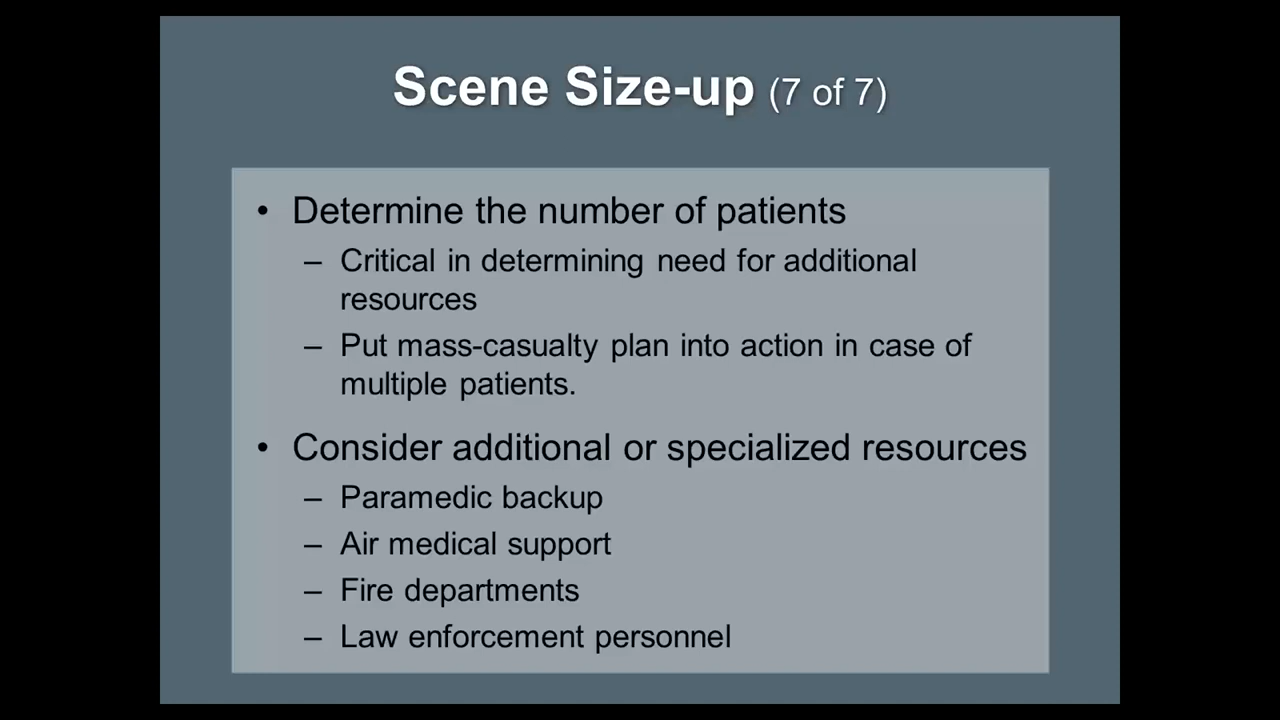 Scene Size-up (7 of 7)
• Determine the number of patients
– Critical in determining need for additional
resources
– Put mass-casualty plan into action in case of
multiple patients.
• Consider additional or specialized resources
– Paramedic backup
– Air medical support
– Fire departments
– Law enforcement personnel